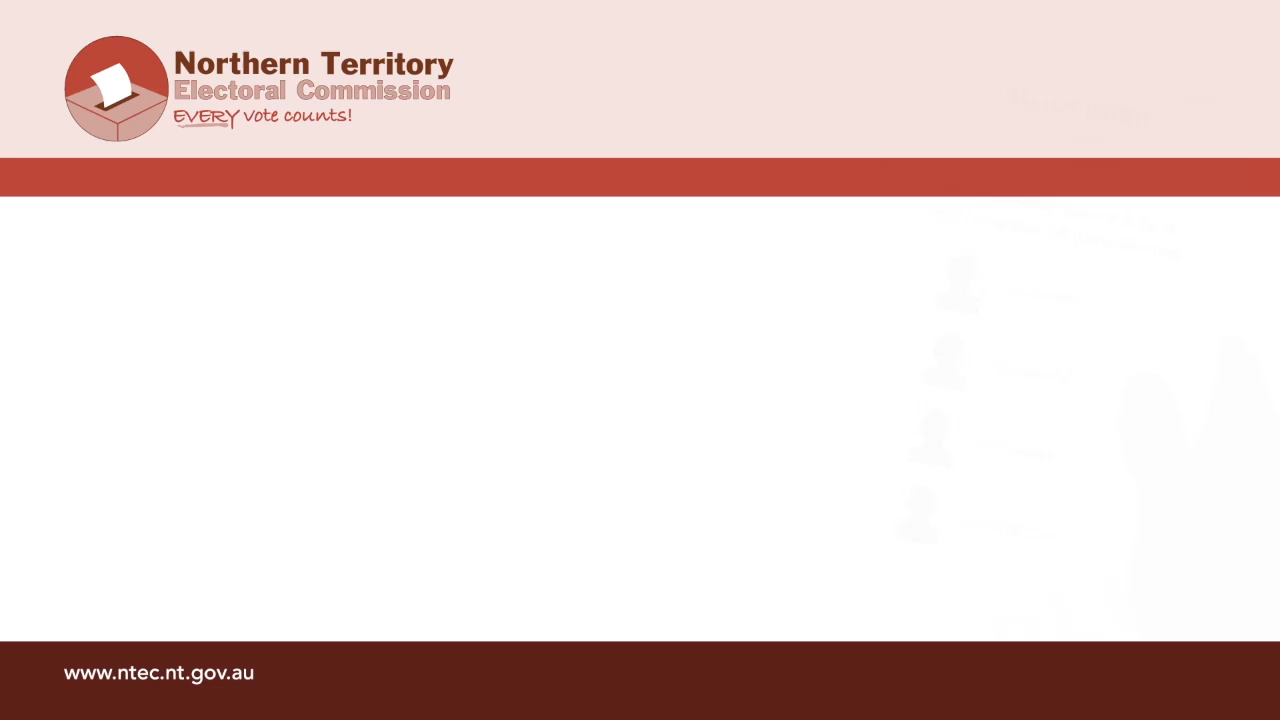 Northern Territory
Electoral Commission
EVERY vote counts!
www.ntec.nt.gov.au